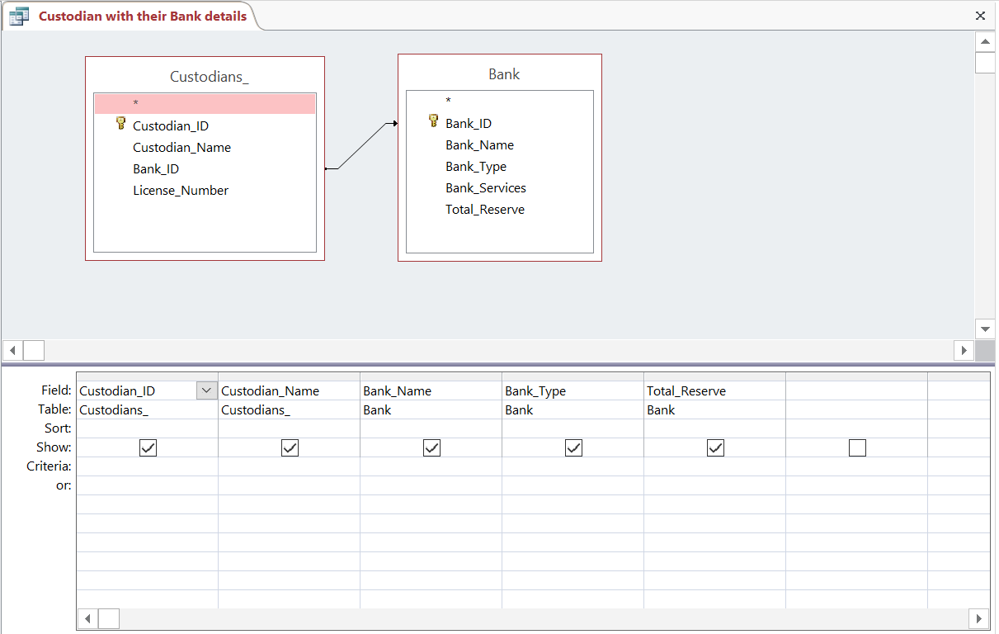 Custodian with their Bank details
Custodians_
*
Custodian_ID
Custodian_Name
Bank_ID
License_Number
Bank
*
Bank_ID
Bank_Name
Bank_Type
Bank_Services
Total_Reserve
Field: Custodian_ID Custodian_Name Bank_Name Bank_Type Total_Reserve
Table: Custodians_ Custodians_ Bank Bank Bank
Sort:
Show:
Criteria:
or: